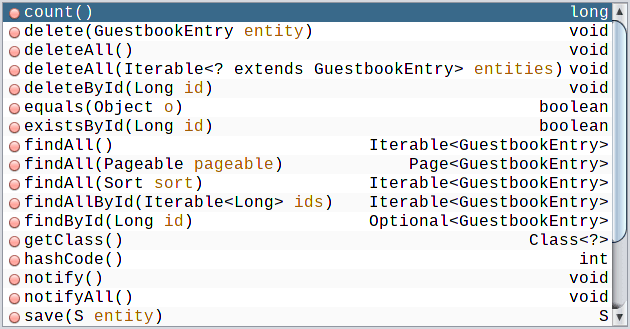 count() long
delete(GuestbookEntry entity) void
deleteAll() void
deleteAll(Iterable<? extends GuestbookEntry> entities) void
deleteById(Long id) void
equals(Object o) boolean
existsById(Long id) boolean
findAll() Iterable<GuestbookEntry>
findAll(Pageable pageable) Page<GuestbookEntry>
findAll(Sort sort) Iterable<GuestbookEntry>
findAllById(Iterable<Long> ids) Iterable<GuestbookEntry>
findById(Long id) Optional<GuestbookEntry>
getClass() Class<?>
hashCode() int
notify() void
notifyAll() void
save(S entity) S